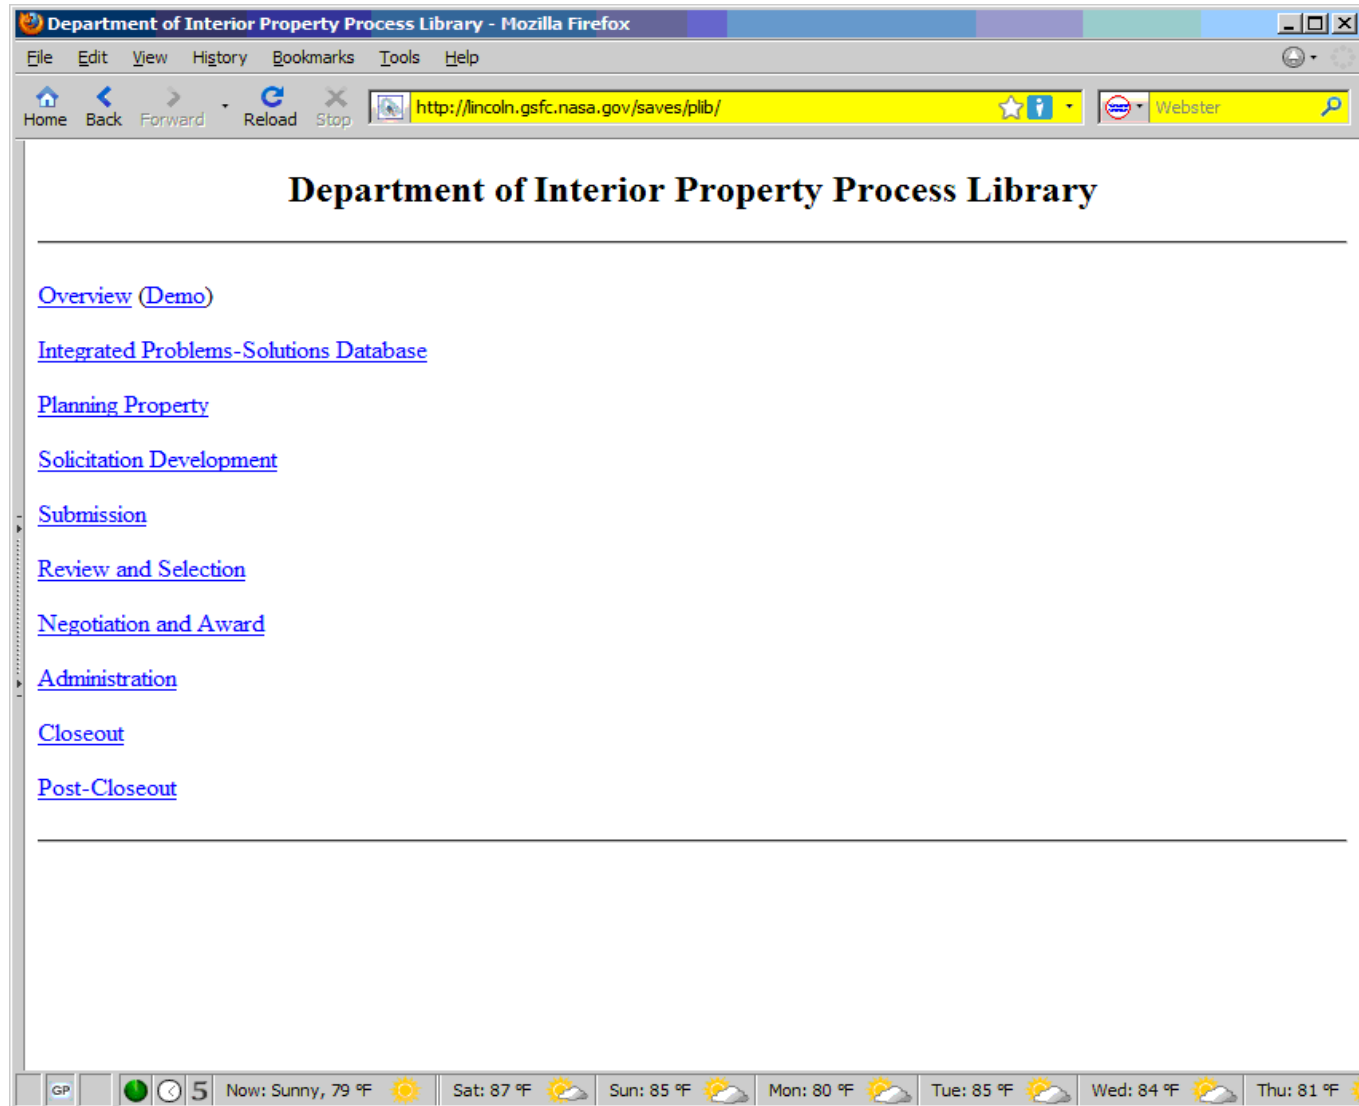 Department of Interior Property Process Library - Mozilla Firefox
File Edit View History Bookmarks Tools Help
Home Back Forward Reload Stop http://lincoln.gsfc.nasa.gov/saves/plib/ Webster
Department of Interior Property Process Library
Overview (Demo)
Integrated Problems-Solutions Database
Planning Property
Solicitation Development
Submission
Review and Selection
Negotiation and Award
Administration
Closeout
Post-Closeout
GP 5 Now: Sunny, 79 °F Sat: 87 °F Sun: 85 °F Mon: 80 °F Tue: 85 °F Wed: 84 °F Thu: 81 °F